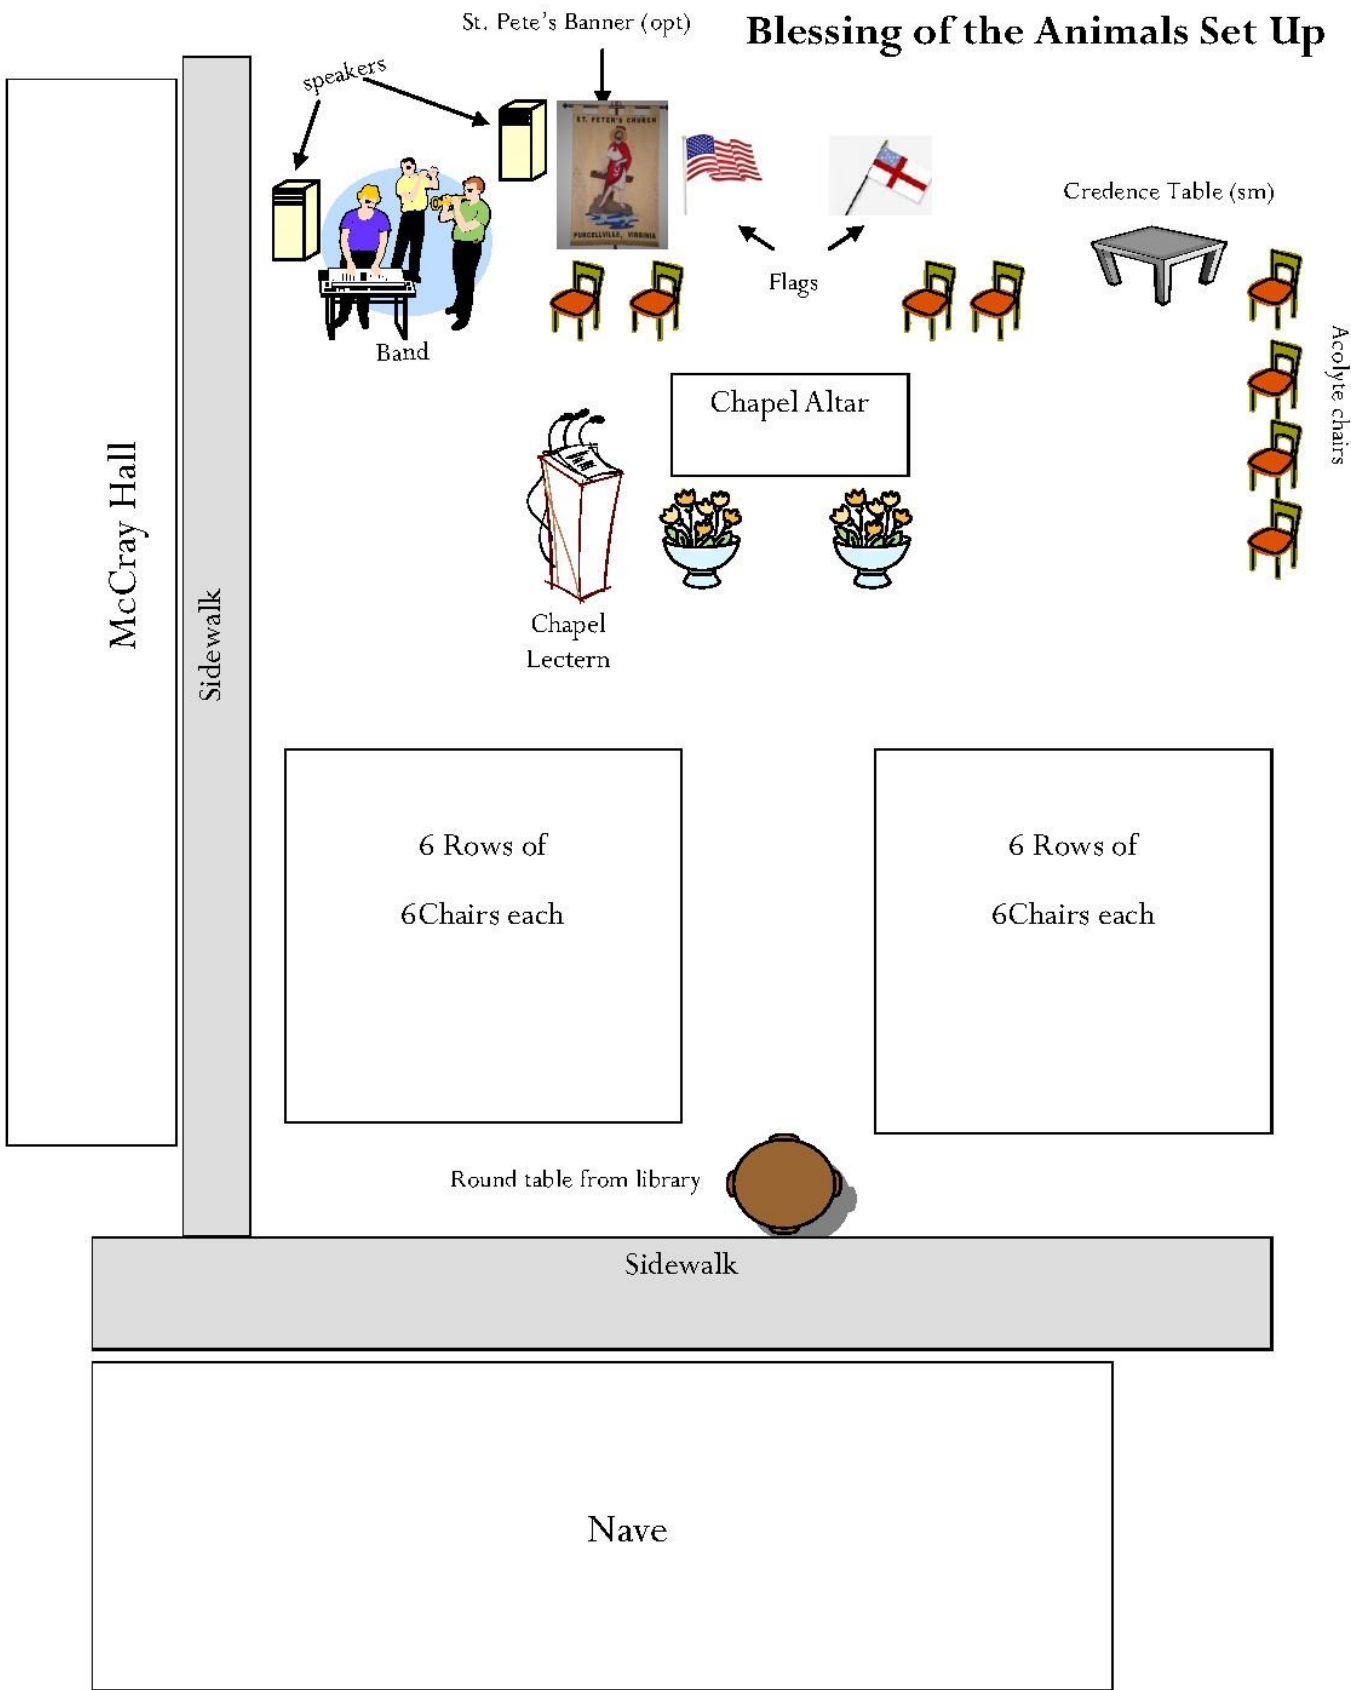 St. Pete's Banner (opt)
Blessing of the Animals Set Up
speakers
ST. PETER'S CHURCH
PURCELLVILLE, VIRGINIA
Credence Table (sm)
Flags
Band
Acolyte chairs
Chapel Altar
McCray Hall
Sidewalk
Chapel
Lectern
6 Rows of
6Chairs each
6 Rows of
6Chairs each
Round table from library
Sidewalk
Nave